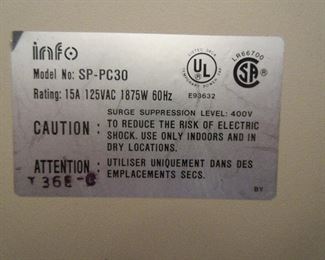 info
Model No: SP-PC30
Rating: 15A 125VAC 1875W 60Hz
UL
E93632
LR66700
SURGE SUPPRESSION LEVEL: 400V
CAUTION : TO REDUCE THE RISK OF ELECTRIC
SHOCK. USE ONLY INDOORS AND IN
DRY LOCATIONS.
ATTENTION : UTILISER UNIQUEMENT DANS DES
EMPLACEMENTS SECS.
BY